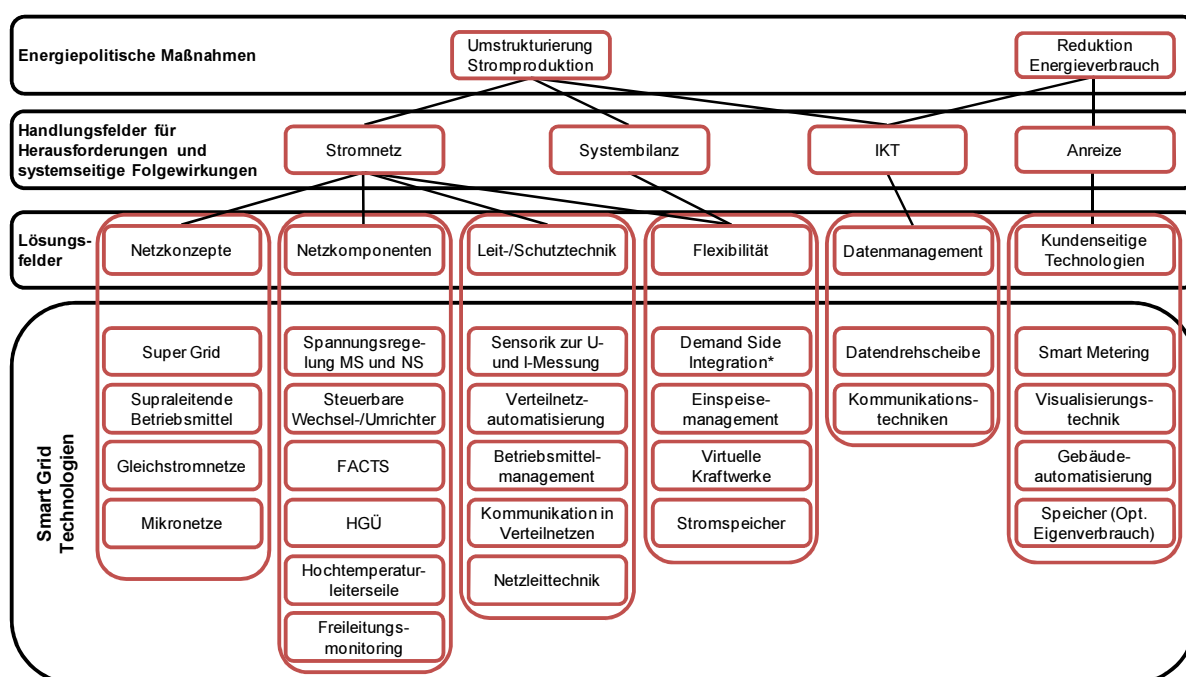 Energiepolitische Maßnahmen
Umstrukturierung
Stromproduktion
Reduktion
Energieverbrauch
Handlungsfelder für
Herausforderungen und
systemseitige Folgewirkungen
Stromnetz
Systembilanz
IKT
Anreize
Lösungs-
felder
Netzkonzepte
Netzkomponenten
Leit-/Schutztechnik
Flexibilität
Datenmanagement
Kundenseitige
Technologien
Smart Grid
Technologien
Super Grid
Supraleitende
Betriebsmittel
Gleichstromnetze
Mikronetze
Spannungsrege-
lung MS und NS
Steuerbare
Wechsel-/Umrichter
FACTS
HGÜ
Hochtemperatur-
leiterseile
Freileitungs-
monitoring
Sensorik zur U-
und I-Messung
Verteilnetz-
automatisierung
Betriebsmittel-
management
Kommunikation in
Verteilnetzen
Netzleittechnik
Demand Side
Integration*
Einspeise-
management
Virtuelle
Kraftwerke
Stromspeicher
Datendrehscheibe
Kommunikations-
techniken
Smart Metering
Visualisierungs-
technik
Gebäude-
automatisierung
Speicher (Opt.
Eigenverbrauch)